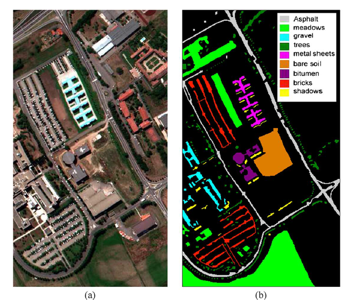 Asphalt
meadows
gravel
trees
metal sheets
bare soil
bitumen
bricks
shadows
(a)
(b)